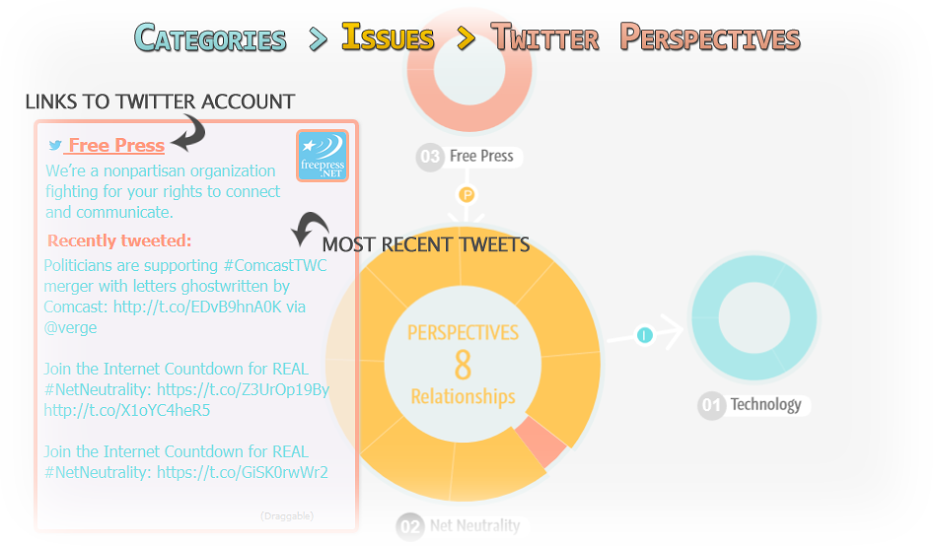 CATEGORIES > ISSUES > TWITTER PERSPECTIVES
LINKS TO TWITTER ACCOUNT
Free Press
freepress
.NET
We're a nonpartisan organization
fighting for your rights to connect
and communicate.
Recently tweeted:
MOST RECENT TWEETS
Politicians are supporting #ComcastTWC
merger with letters ghostwritten by
Comcast: http://t.co/EDvB9hnA0K via
@verge
Join the Internet Countdown for REAL
#NetNeutrality: https://t.co/Z3UrOp19By
http://t.co/X1oYC4heR5
Join the Internet Countdown for REAL
#NetNeutrality: https://t.co/GiSK0rwWr2
(Draggable)
03 Free Press
P
PERSPECTIVES
8
Relationships
I
01 Technology
02 Net Neutrality